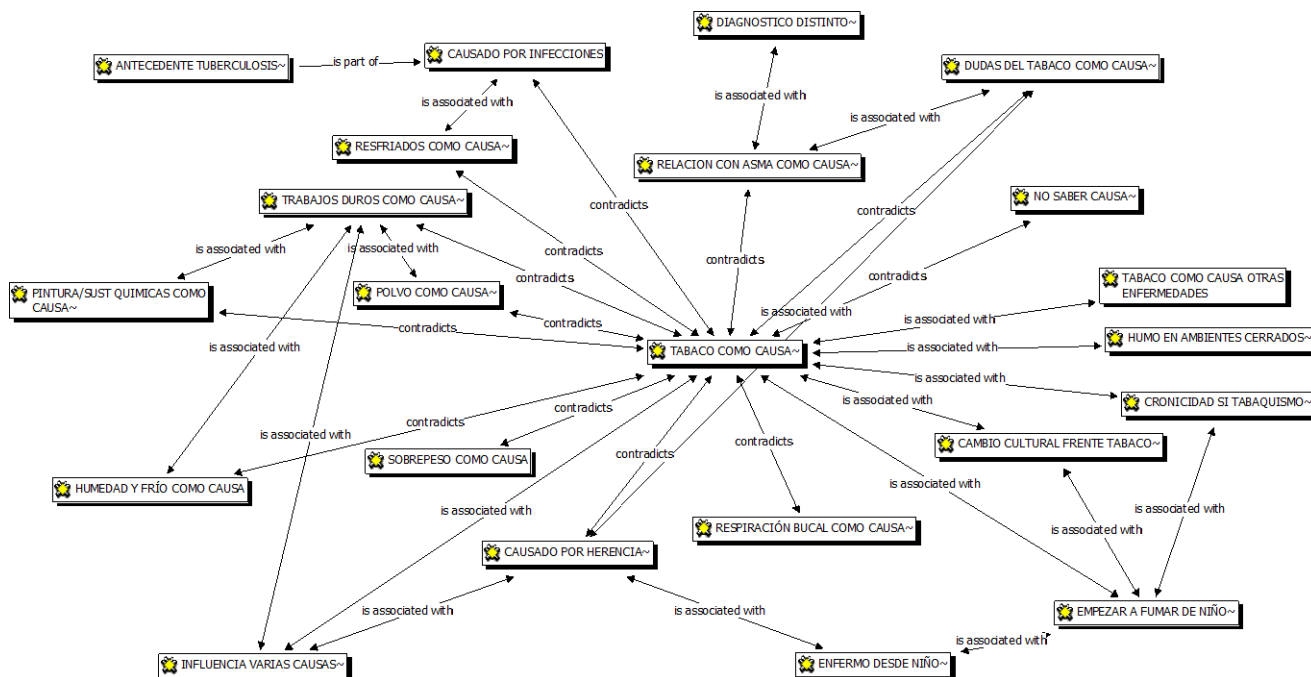 DIAGNOSTICO DISTINTO~
CAUSADO POR INFECCIONES
ANTECEDENTE TUBERCULOSIS~
is part of
DUDAS DEL TABACO COMO CAUSA~
is associated with
is associated with
is associated with
RESFRIADOS COMO CAUSA~
RELACION CON ASMA COMO CAUSA~
TRABAJOS DUROS COMO CAUSA~
NO SABER CAUSA~
contradicts
contradicts
is associated with
is associated with
contradicts
contradicts
contradicts
contradicts
PINTURA/SUST QUIMICAS COMO
CAUSA~
POLVO COMO CAUSA~
TABACO COMO CAUSA OTRAS
ENFERMEDADES
is associated with
is associated with
contradicts
contradicts
is associated with
TABACO COMO CAUSA~
is associated with
HUMO EN AMBIENTES CERRADOS~
is associated with
CRONICIDAD SI TABAQUISMO~
is associated with
contradicts
contradicts
is associated with
contradicts
contradicts
CAMBIO CULTURAL FRENTE TABACO~
SOBREPESO COMO CAUSA
HUMEDAD Y FRÍO COMO CAUSA
is associated with
is associated with
is associated with
is associated with
RESPIRACIÓN BUCAL COMO CAUSA~
CAUSADO POR HERENCIA~
is associated with
is associated with
EMPEZAR A FUMAR DE NIÑO~
is associated with
INFLUENCIA VARIAS CAUSAS~
ENFERMO DESDE NIÑO~